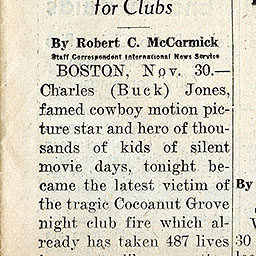 for Clubs
By Robert C. McCormick
Staff Correspondent International News Service
BOSTON, Nov. 30.—
Charles (Buck) Jones,
famed cowboy motion pic-
ture star and hero of thou-
sands of kids of silent
movie days, tonight be-
came the latest victim of
the tragic Cocoanut Grove
night club fire which al-
ready has taken 487 lives
By
30